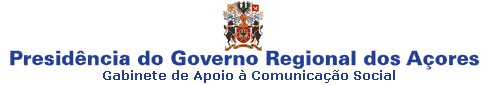 Presidência do Governo Regional dos Açores
Gabinete de Apoio à Comunicação Social